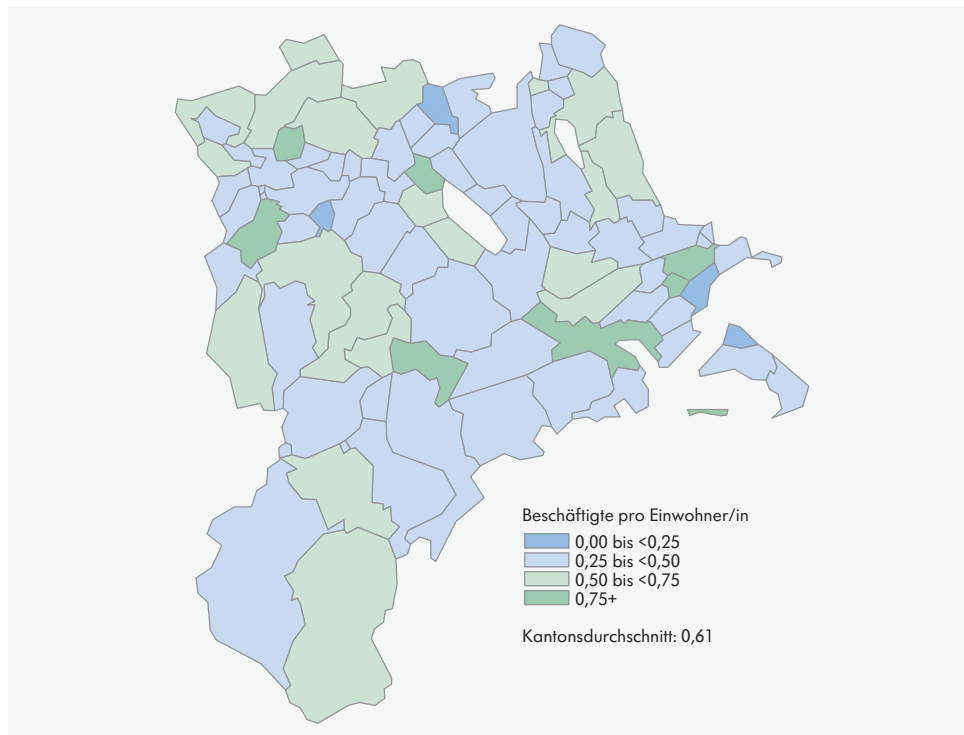 Beschäftigte pro Einwohner/in
0,00 bis <0,25
0,25 bis <0,50
0,50 bis <0,75
0,75+
Kantonsdurchschnitt: 0,61